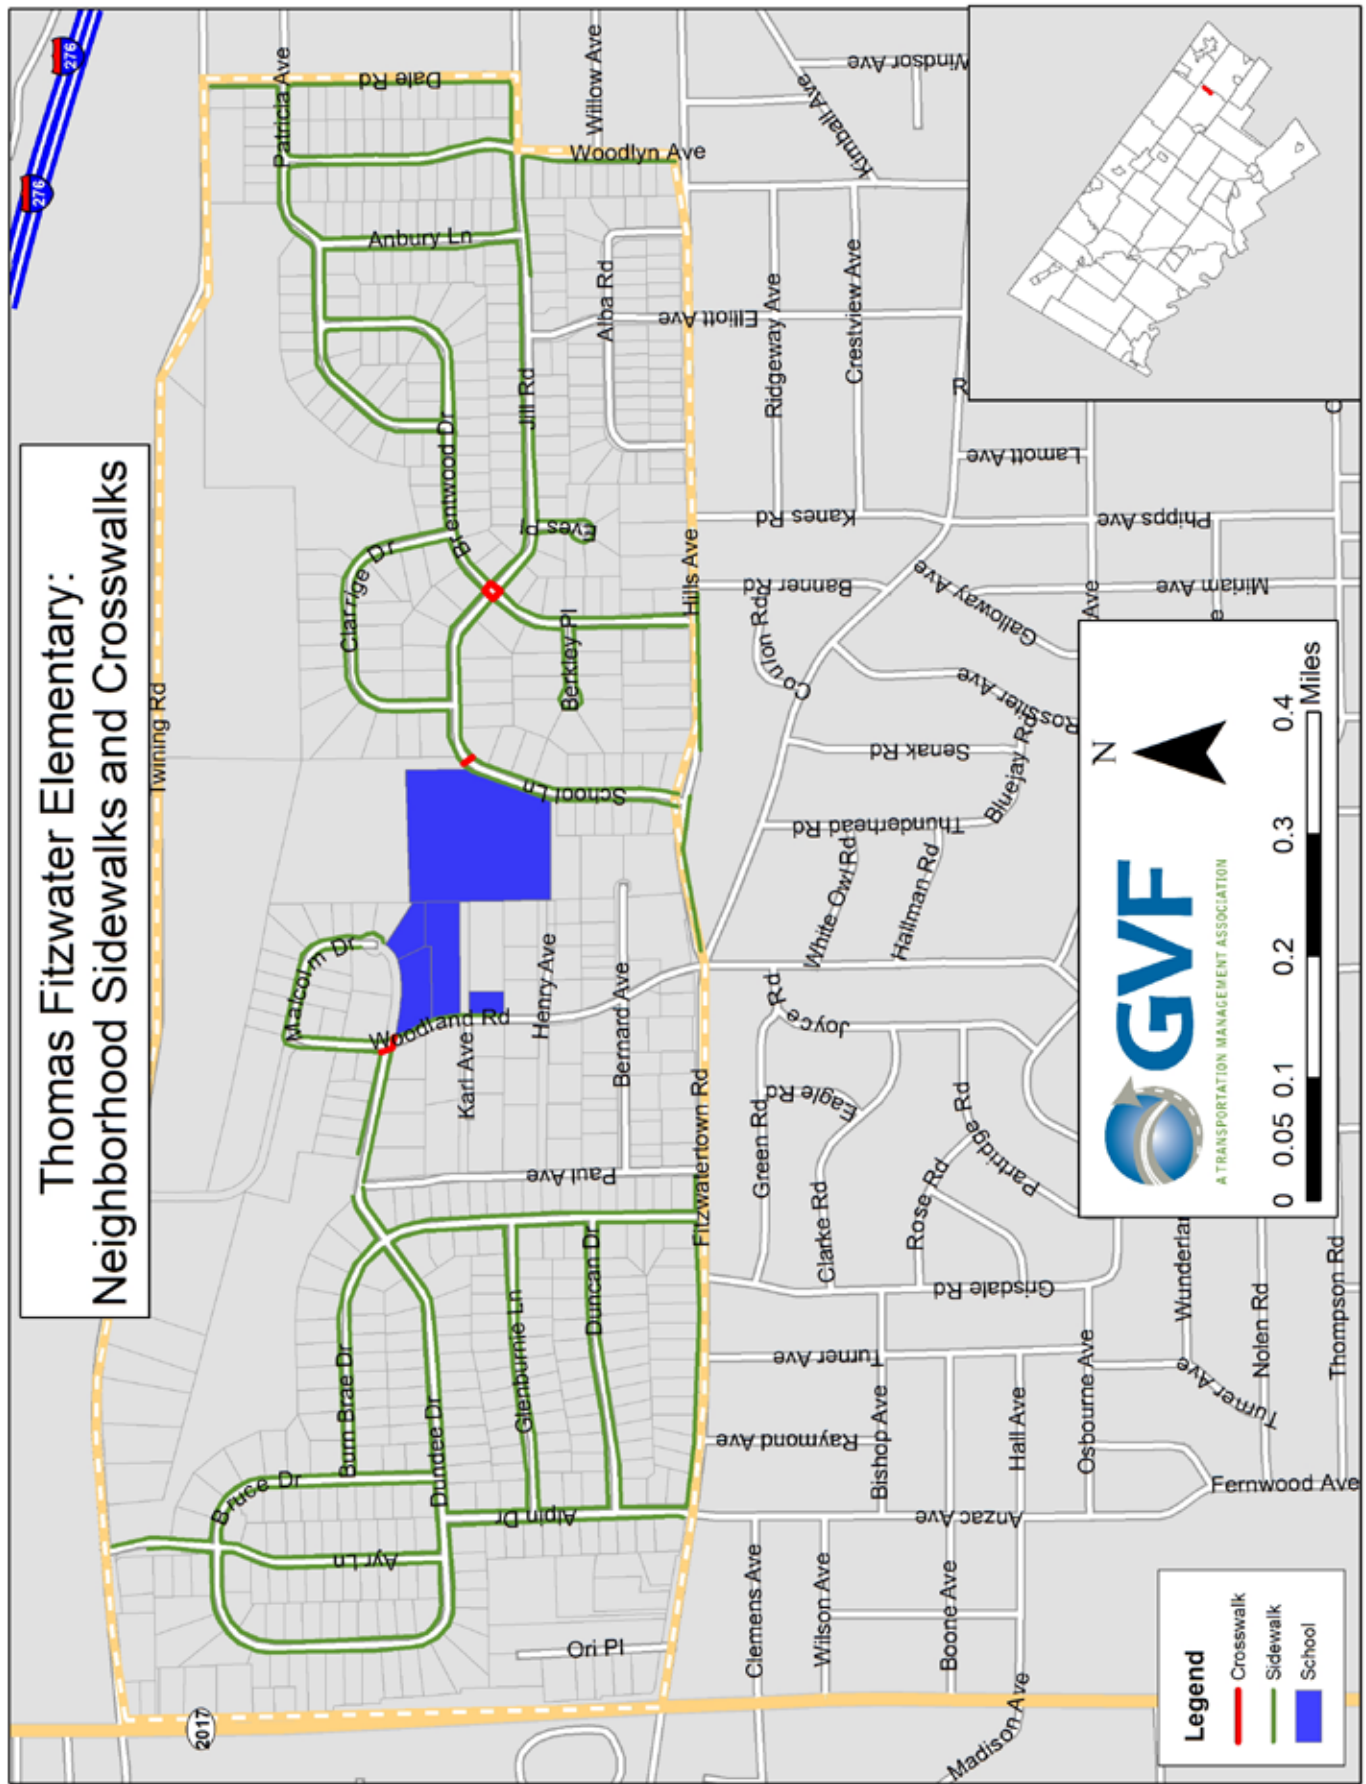 Thomas Fitzwater Elementary:
Neighborhood Sidewalks and Crosswalks
276
276
Twining Rd
2017
Patricia Ave
Dale Rd
Willow Ave
Woodlyn Ave
Windsor Ave
Kimball Ave
Anbury Ln
Alba Rd
Elliott Ave
Ridgeway Ave
Crestview Ave
Jill Rd
Brentwood Dr
Eves Pl
Clarrige Dr
Berkley Pl
Hills Ave
Kanes Rd
Banner Rd
Lamott Ave
Phipps Ave
Miriam Ave
Galloway Ave
Ave
Coulon Rd
Rossiter Ave
Senak Rd
Bluejay Rd
Thunderhead Rd
White Owl Rd
Hallman Rd
School Ln
Malcolm Dr
Woodland Rd
Karl Ave
Henry Ave
Bernard Ave
Paul Ave
Fitzwatertown Rd
Joyce Rd
Eagle Rd
Green Rd
Clarke Rd
Rose Rd
Partridge Rd
Grisdale Rd
Burn Brae Dr
Dundee Dr
Glenburnie Ln
Duncan Dr
Bruce Dr
Ayr Ln
Alpin Dr
Ori Pl
Turner Ave
Raymond Ave
Bishop Ave
Hall Ave
Osbourne Ave
Anzac Ave
Clemens Ave
Wilson Ave
Boone Ave
Madison Ave
Fernwood Ave
Turner Ave
Wunderlan
Nolen Rd
Thompson Rd
N
GVF
A TRANSPORTATION MANAGEMENT ASSOCIATION
0 0.05 0.1 0.2 0.3 0.4
Miles
Legend
Crosswalk
Sidewalk
School